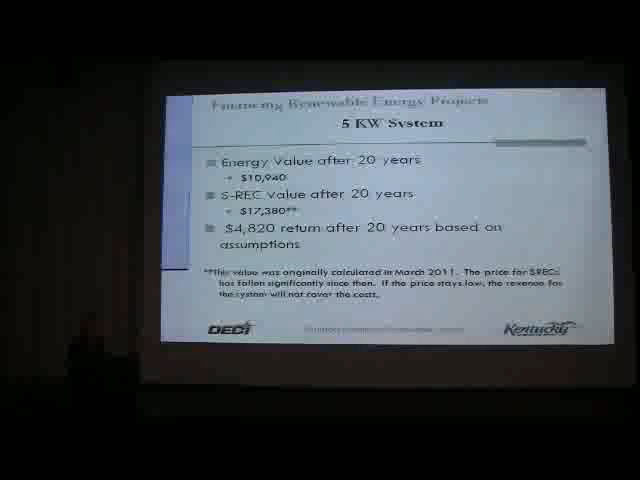 Financing Renewable Energy Projects
5 KW System
Energy Value after 20 years
$10,940
S-REC Value after 20 years
$17,380**
$4,820 return after 20 years based on
assumptions
**This value was originally calculated in March 2011. The price for SRECs
has fallen significantly since then. If the price stays low, the revenue for
the system will not cover the costs.
DEDI
Kentucky